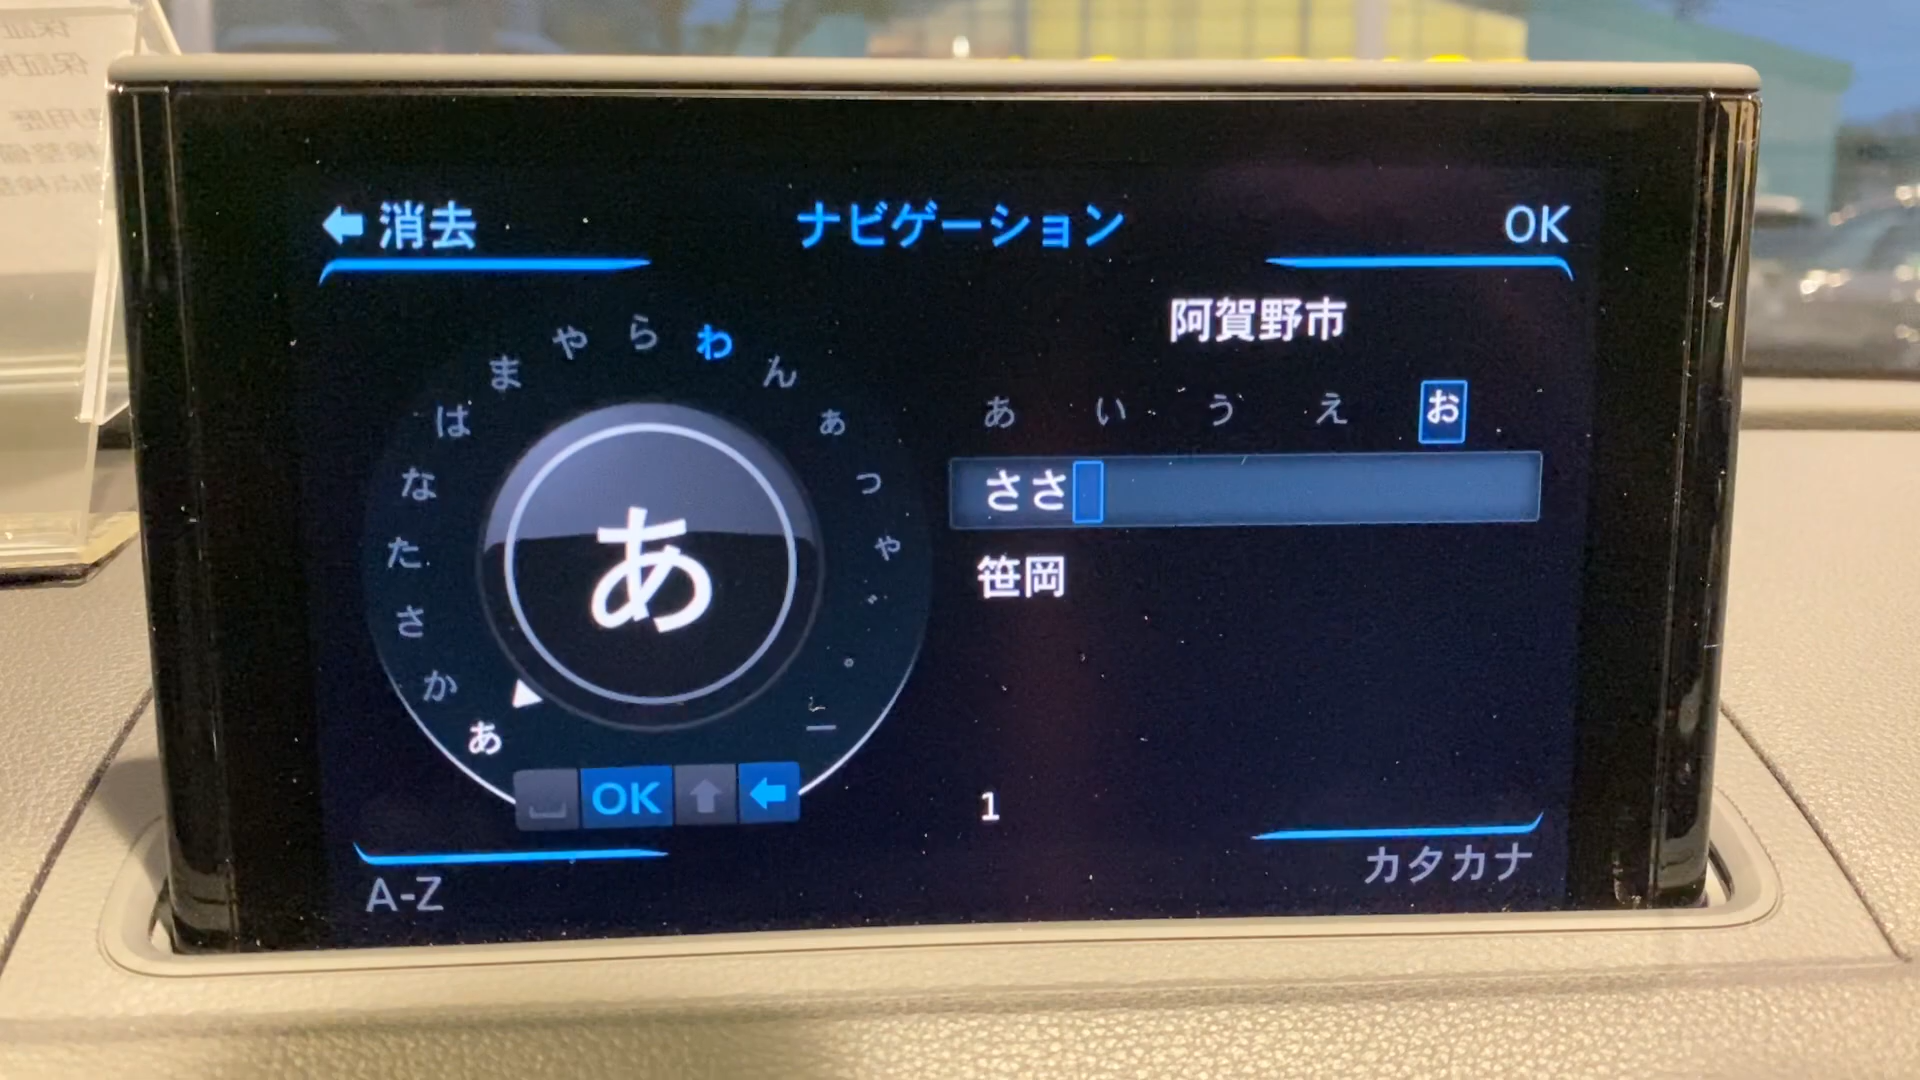 消去
ナビゲーション
OK
阿賀野市
あ い う え お
ささ
笹岡
1
あ
あ か さ た な は ま や ら わ ん ぁ っ ゃ ゛ ゜ ー
OK
A-Z
カタカナ